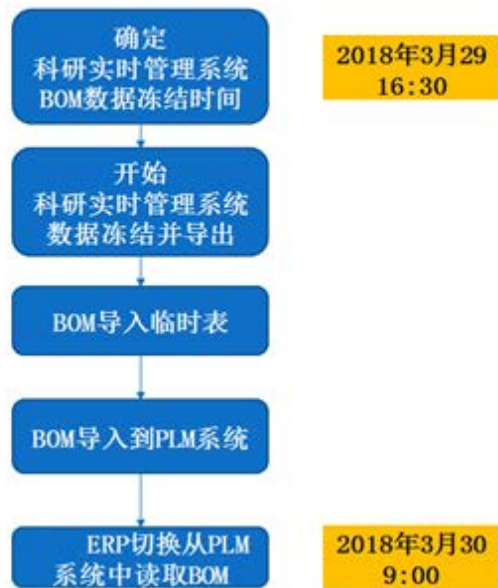 确定
科研实时管理系统
BOM数据冻结时间
2018年3月29
16:30
开始
科研实时管理系统
数据冻结并导出
BOM导入临时表
BOM导入到PLM系统
ERP切换从PLM
系统中读取BOM
2018年3月30
9:00